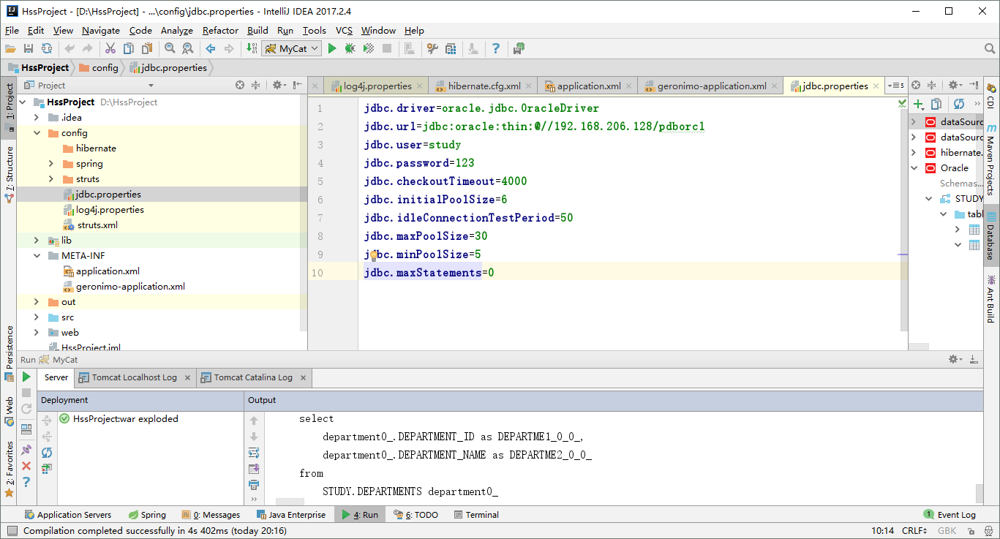 HssProject - [D:\HssProject] - ...\config\jdbc.properties - IntelliJ IDEA 2017.2.4
File Edit View Navigate Code Analyze Refactor Build Run Tools VCS Window Help
MyCat
HssProject config jdbc.properties
Project
log4j.properties hibernate.cfg.xml application.xml geronimo-application.xml jdbc.properties
5
1: Project
7: Structure
Persistence
Web
2: Favorites
HssProject D:\HssProject
.idea
config
hibernate
spring
struts
jdbc.properties
log4j.properties
struts.xml
lib
META-INF
application.xml
geronimo-application.xml
out
src
web
HssProject.iml
1 jdbc.driver=oracle.jdbc.OracleDriver
2 jdbc.url=jdbc:oracle:thin:@//192.168.206.128/pdborcl
3 jdbc.user=study
4 jdbc.password=123
5 jdbc.checkoutTimeout=4000
6 jdbc.initialPoolSize=6
7 jdbc.idleConnectionTestPeriod=50
8 jdbc.maxPoolSize=30
9 jdbc.minPoolSize=5
10 jdbc.maxStatements=0
dataSourc
dataSourc
hibernate.
Oracle
Schemas...
STUDY
tabl
CDI
m Maven Projects
Database
Ant Build
Run MyCat
Server Tomcat Localhost Log Tomcat Catalina Log
Deployment
HssProject:war exploded
Output
select
department0_.DEPARTMENT_ID as DEPARTME1_0_0_,
department0_.DEPARTMENT_NAME as DEPARTME2_0_0_
from
STUDY.DEPARTMENTS department0_
Application Servers Spring 0: Messages Java Enterprise 4: Run 6: TODO Terminal 1 Event Log
Compilation completed successfully in 4s 402ms (today 20:16) 10:14 CRLF GBK